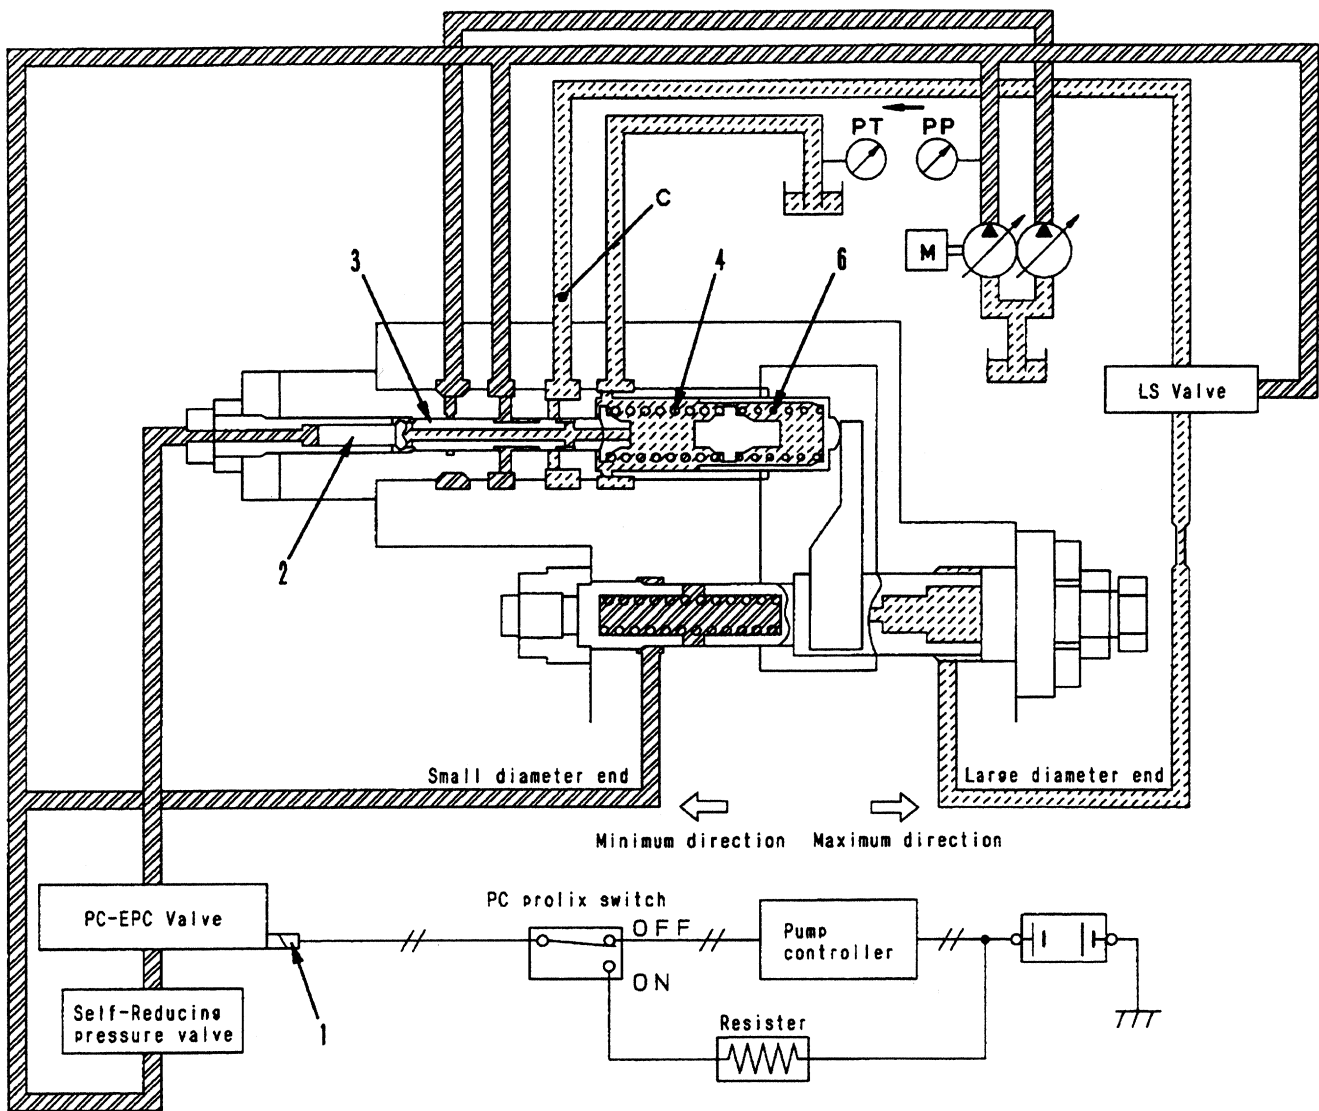 PT PP
C
3 4 6
M
LS Valve
2
Small diameter end
Large diameter end
Minimum direction Maximum direction
PC-EPC Valve
PC prolix switch
OFF
ON
Pump
controller
Self-Reducing
pressure valve
1
Resister